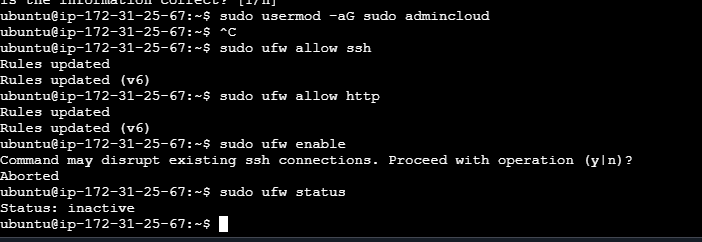 is the information correct? [Y/n]
ubuntu@ip-172-31-25-67:~$ sudo usermod -aG sudo admincloud
ubuntu@ip-172-31-25-67:~$ ^C
ubuntu@ip-172-31-25-67:~$ sudo ufw allow ssh
Rules updated
Rules updated (v6)
ubuntu@ip-172-31-25-67:~$ sudo ufw allow http
Rules updated
Rules updated (v6)
ubuntu@ip-172-31-25-67:~$ sudo ufw enable
Command may disrupt existing ssh connections. Proceed with operation (y|n)?
Aborted
ubuntu@ip-172-31-25-67:~$ sudo ufw status
Status: inactive
ubuntu@ip-172-31-25-67:~$